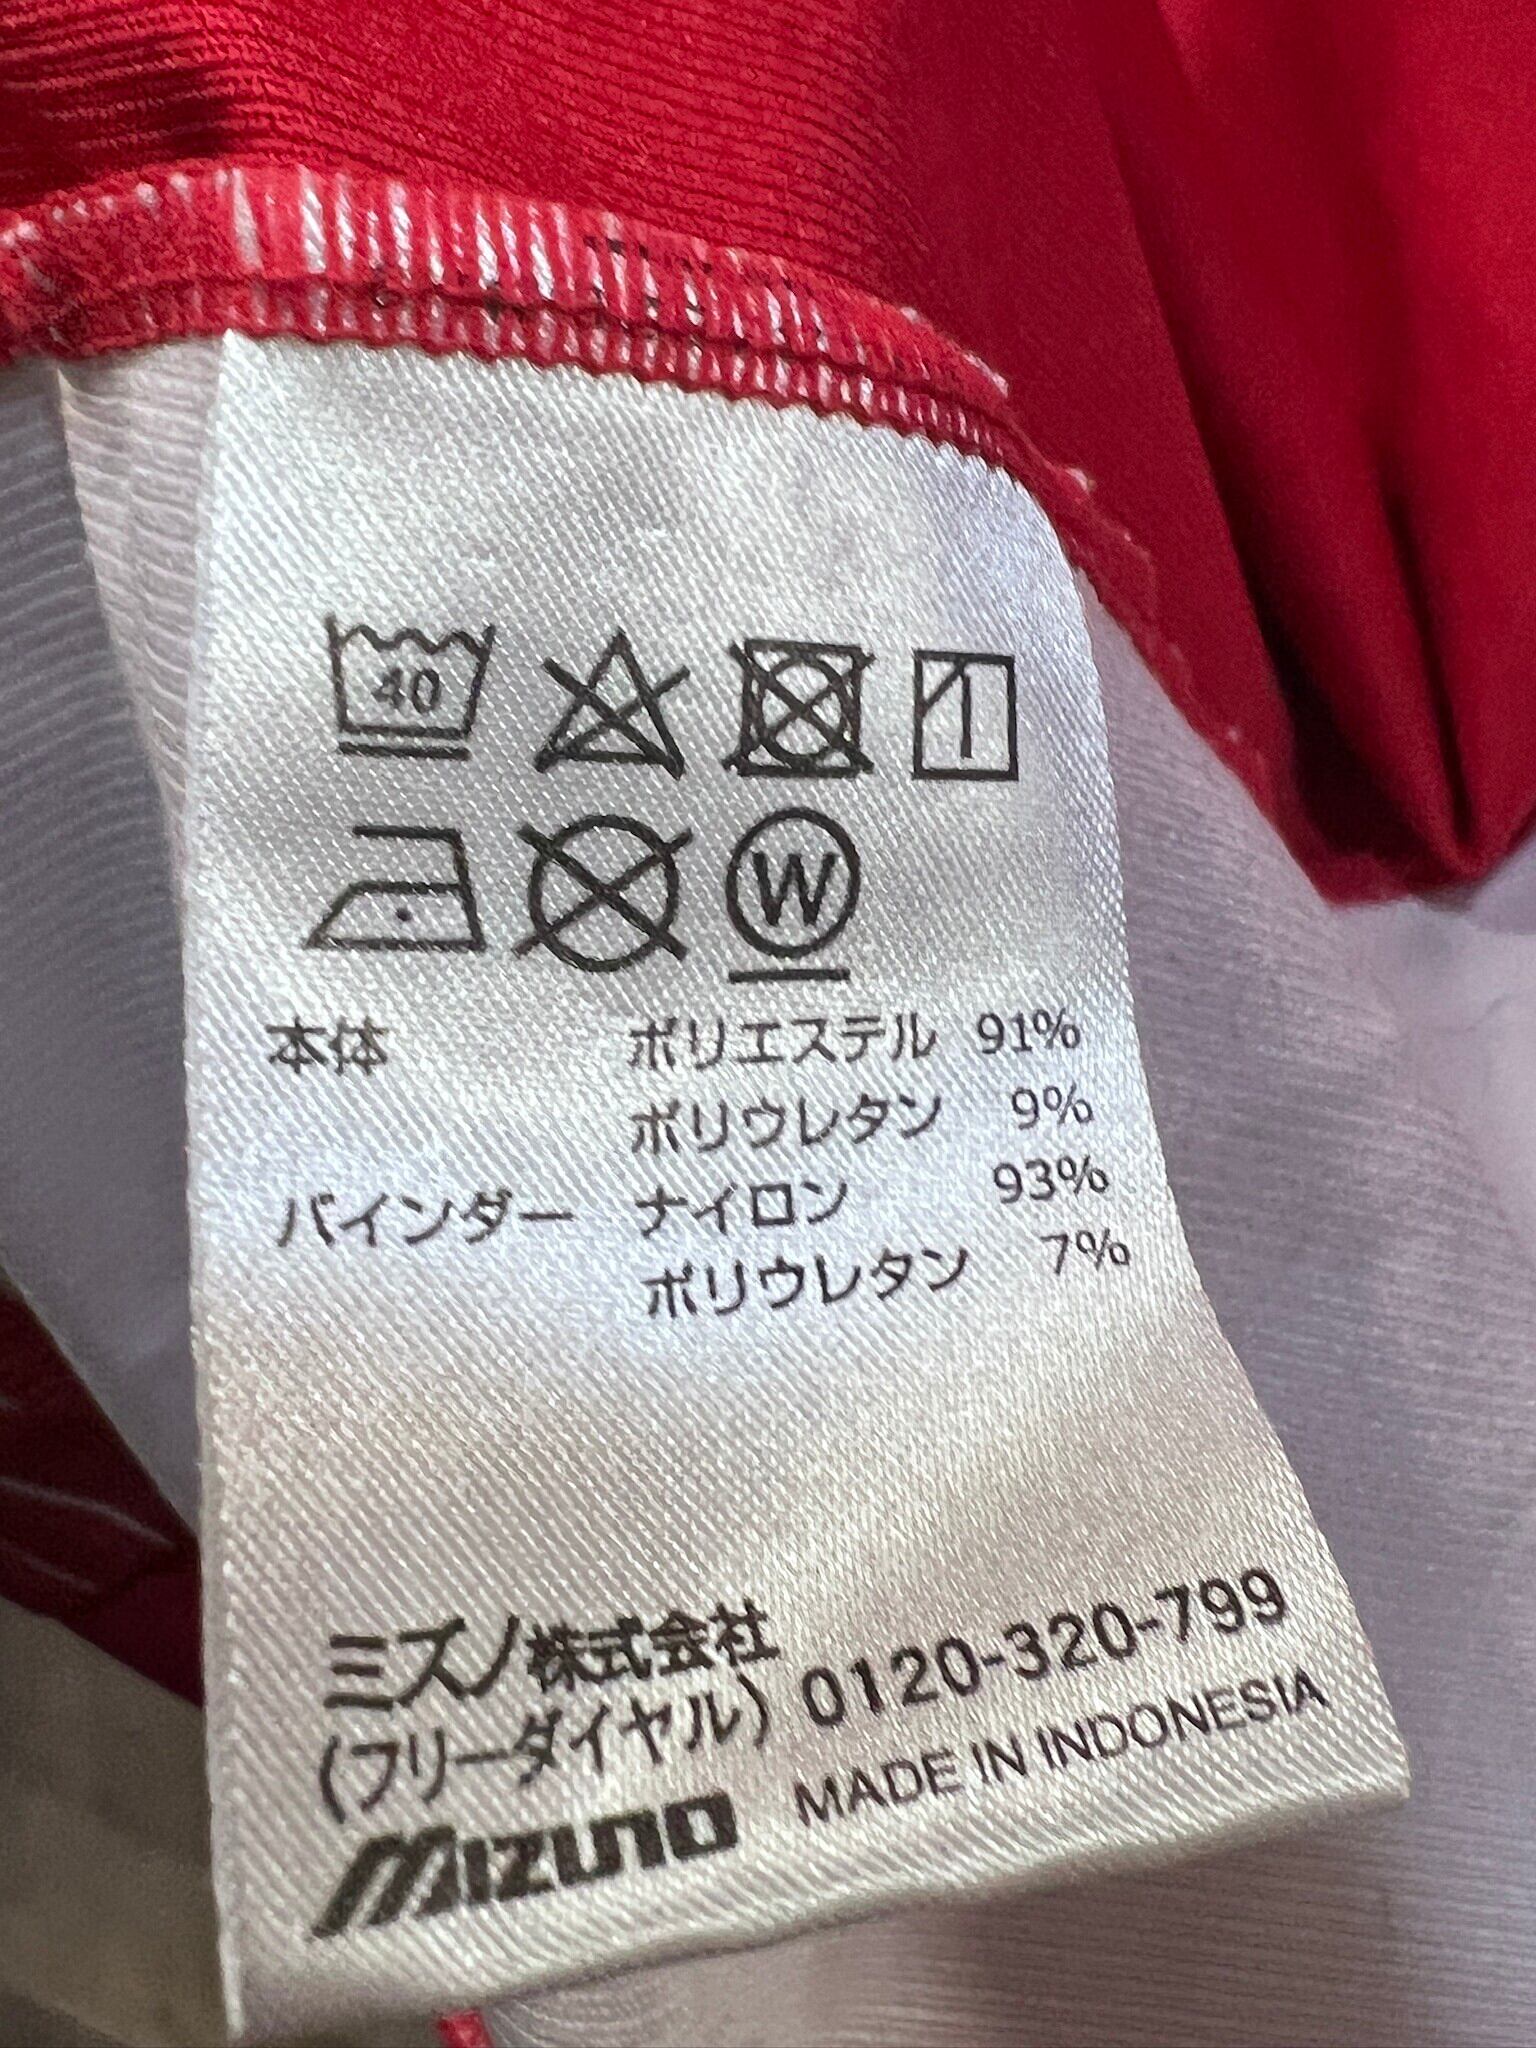 40
W
本体 ポリエステル 91%
ポリウレタン 9%
バインダー ナイロン 93%
ポリウレタン 7%
ミズノ株式会社
(フリーダイヤル) 0120-320-799
MIZUNO MADE IN INDONESIA